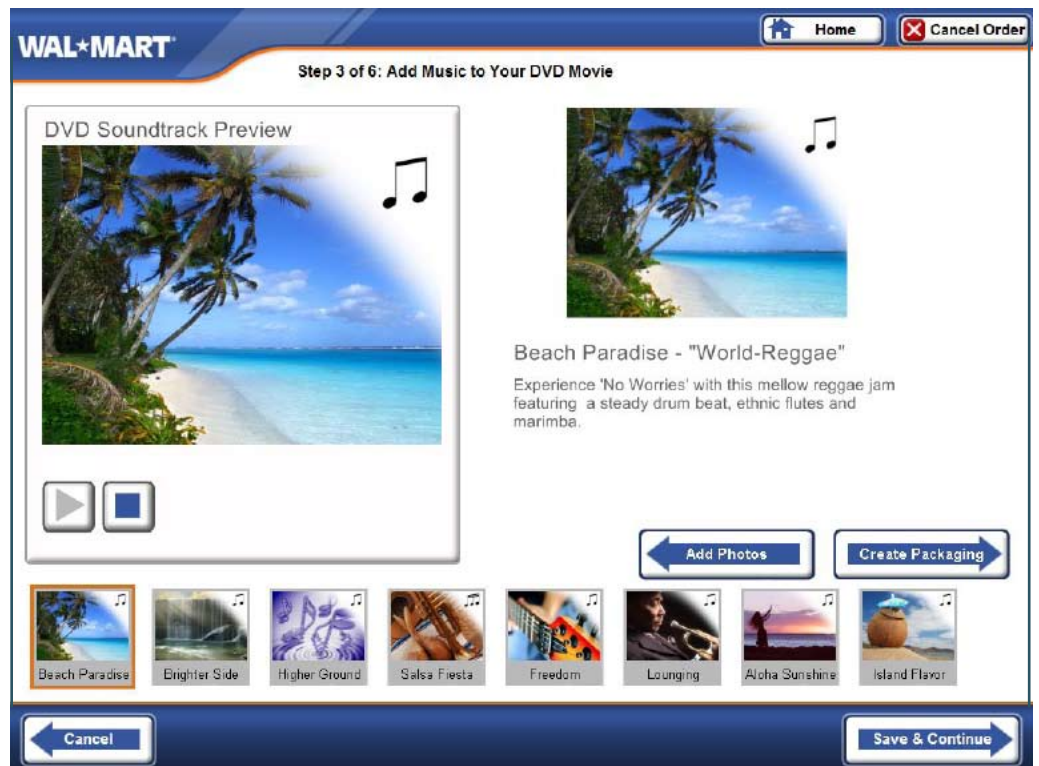 WAL★MART
Home
Cancel Order
Step 3 of 6: Add Music to Your DVD Movie
DVD Soundtrack Preview
Beach Paradise - "World-Reggae"
Experience 'No Worries' with this mellow reggae jam
featuring a steady drum beat, ethnic flutes and
marimba.
Add Photos
Create Packaging
Beach Paradise
Brighter Side
Higher Ground
Salsa Fiesta
Freedom
Lounging
Aloha Sunshine
Island Flavor
Cancel
Save & Continue